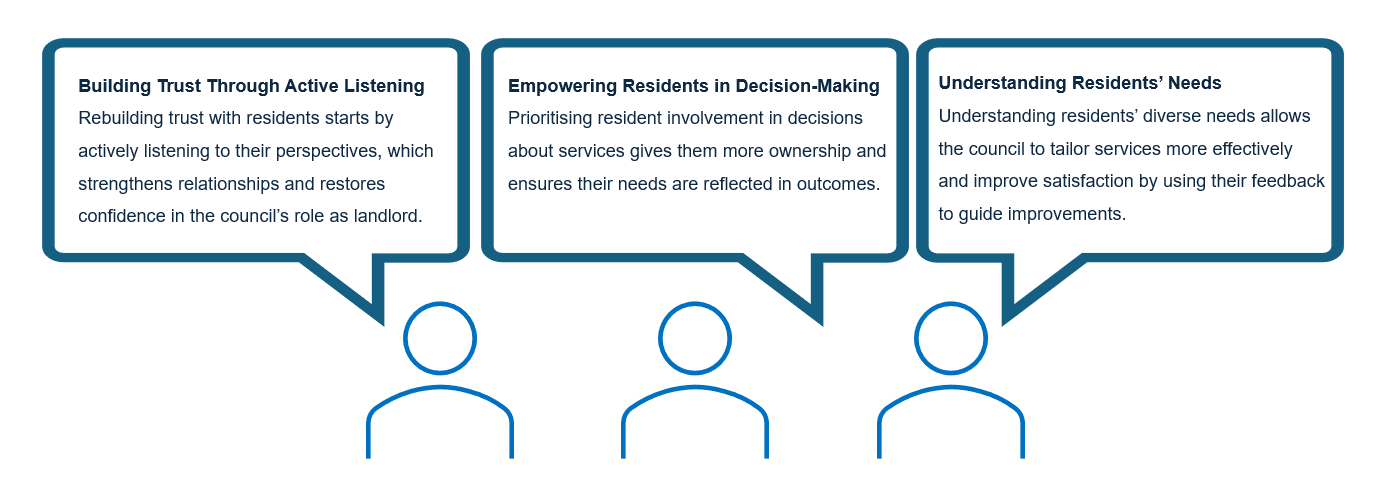 Building Trust Through Active Listening
Rebuilding trust with residents starts by
actively listening to their perspectives, which
strengthens relationships and restores
confidence in the council’s role as landlord.
Empowering Residents in Decision-Making
Prioritising resident involvement in decisions
about services gives them more ownership and
ensures their needs are reflected in outcomes.
Understanding Residents’ Needs
Understanding residents’ diverse needs allows
the council to tailor services more effectively
and improve satisfaction by using their feedback
to guide improvements.